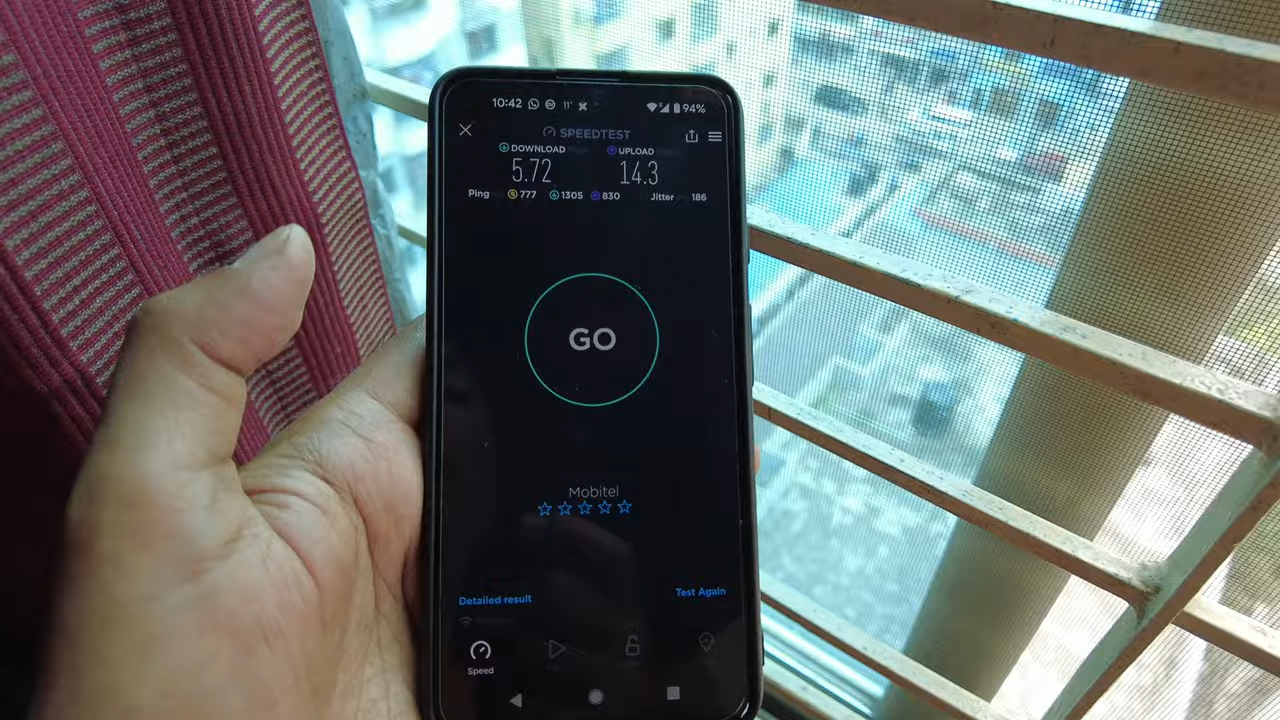 10:42 11' 94%
SPEEDTEST
DOWNLOAD UPLOAD
5.72 14.3
Ping 777 1305 830 Jitter 186
GO
Mobitel
Detailed result Test Again
Speed